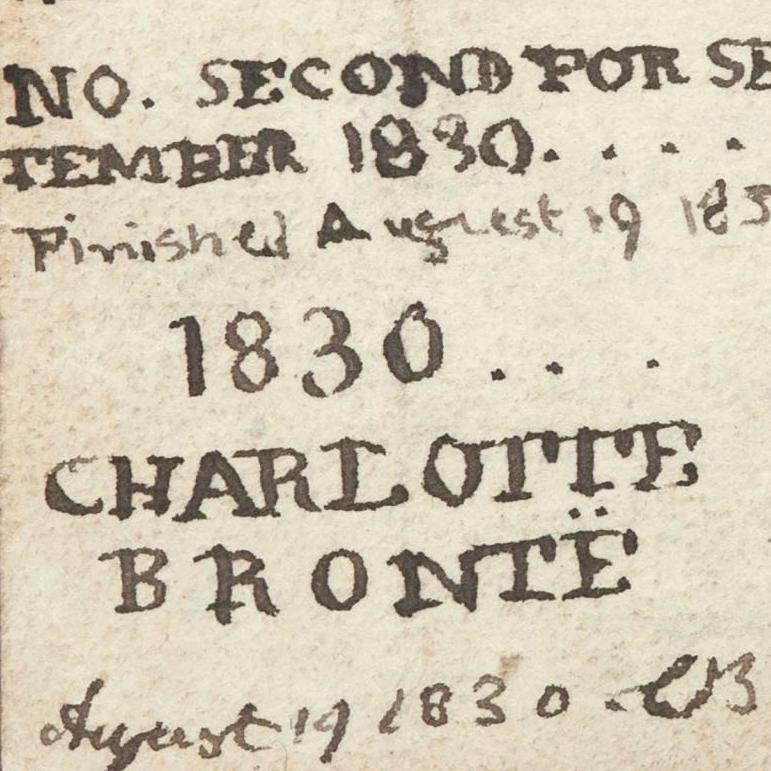 NO. SECOND FOR SE
TEMBER 1830. . . . .
Finished August 19 183
1830 . . .
CHARLOTTE
BRONTË
August 19 1830 - CB